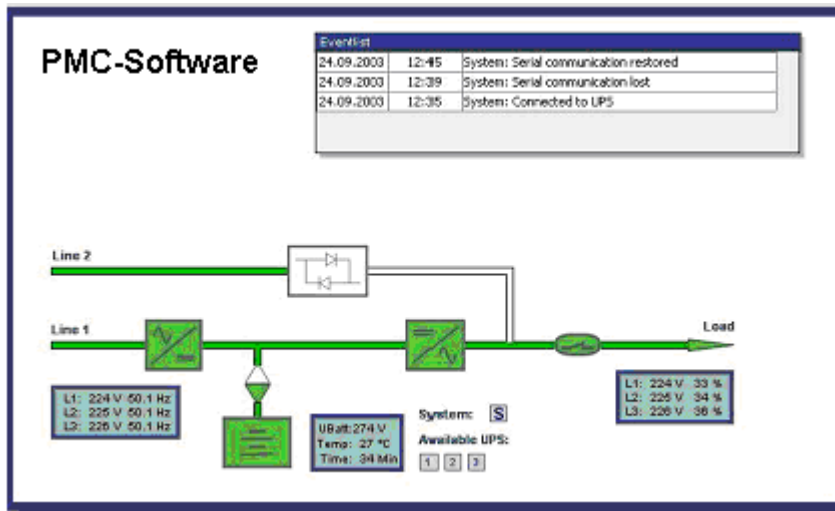 PMC-Software
Eventlist
24.09.2003 12:45 System: Serial communication restored
24.09.2003 12:39 System: Serial communication lost
24.09.2003 12:35 System: Connected to UPS
Line 2
Line 1
Load
L1: 224 V 50.1 Hz
L2: 225 V 50.1 Hz
L3: 226 V 50.1 Hz
UBatt:274 V
Temp: 27 °C
Time: 34 Min
System: S
Available UPS:
1 2 3
L1: 224 V 33 %
L2: 225 V 34 %
L3: 226 V 36 %